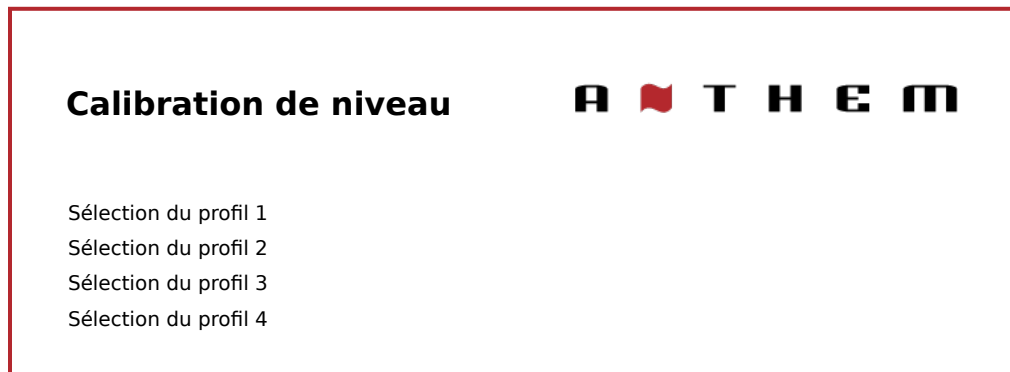 Calibration de niveau
ANTHEM
Sélection du profil 1
Sélection du profil 2
Sélection du profil 3
Sélection du profil 4